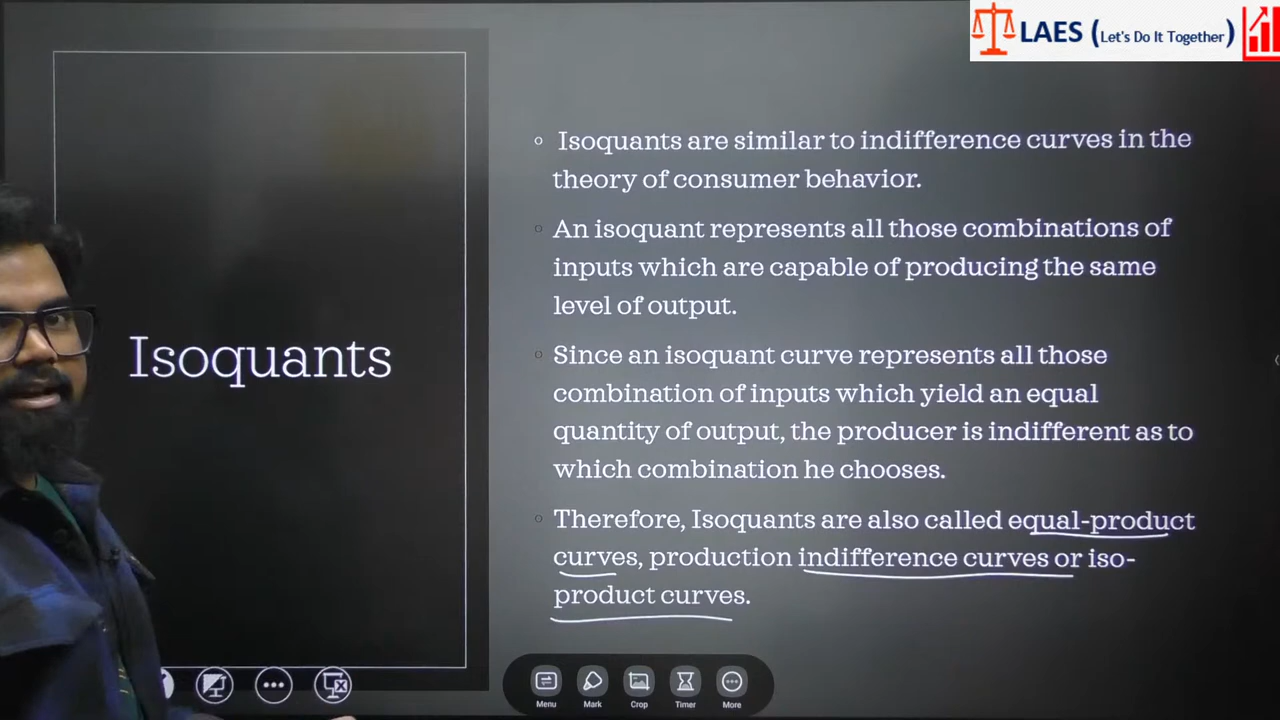 LAES (Let's Do It Together)
Isoquants are similar to indifference curves in the
theory of consumer behavior.
An isoquant represents all those combinations of
inputs which are capable of producing the same
level of output.
Isoquants
Since an isoquant curve represents all those
combination of inputs which yield an equal
quantity of output, the producer is indifferent as to
which combination he chooses.
Therefore, Isoquants are also called equal-product
curves, production indifference curves or iso-
product curves.
Menu Mark Crop Timer More